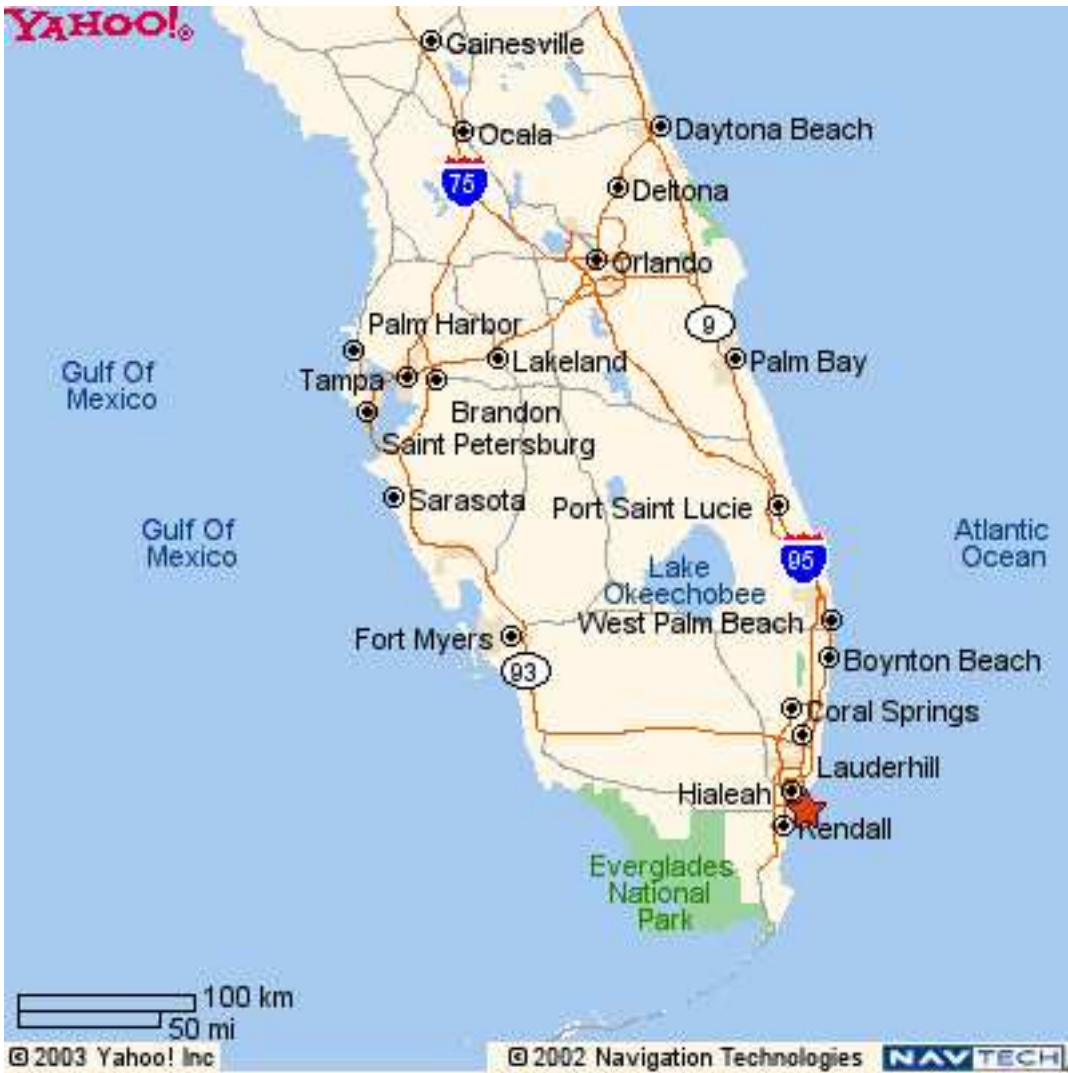 YAHOO!®
Gainesville
Ocala
Daytona Beach
75
Deltona
Orlando
Palm Harbor
9
Gulf Of
Mexico
Tampa
Lakeland
Palm Bay
Brandon
Saint Petersburg
Sarasota
Port Saint Lucie
Gulf Of
Mexico
Atlantic
Ocean
95
Lake
Okeechobee
West Palm Beach
Fort Myers
93
Boynton Beach
Coral Springs
Lauderhill
Hialeah
Kendall
Everglades
National
Park
100 km
50 mi
© 2003 Yahoo! Inc
© 2002 Navigation Technologies
NAVTECH